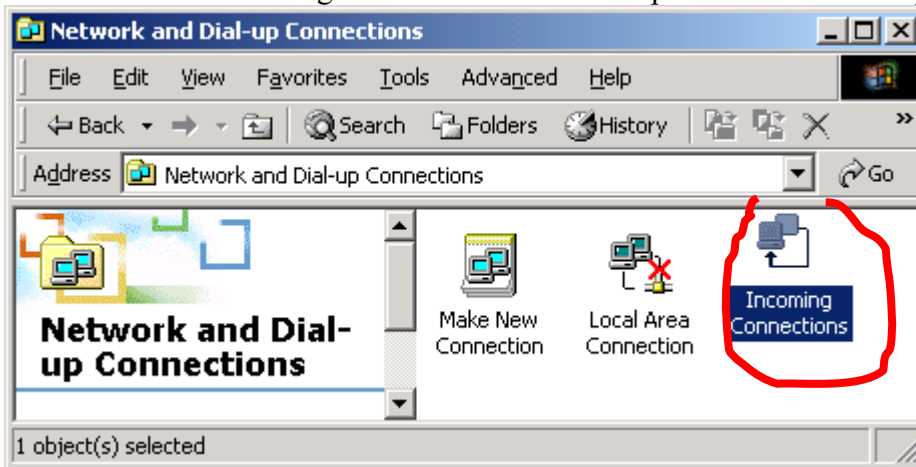 Network and Dial-up Connections
File Edit View Favorites Tools Advanced Help
Back Search Folders History »
Address Network and Dial-up Connections Go
Network and Dial-
up Connections
Make New
Connection
Local Area
Connection
Incoming
Connections
1 object(s) selected